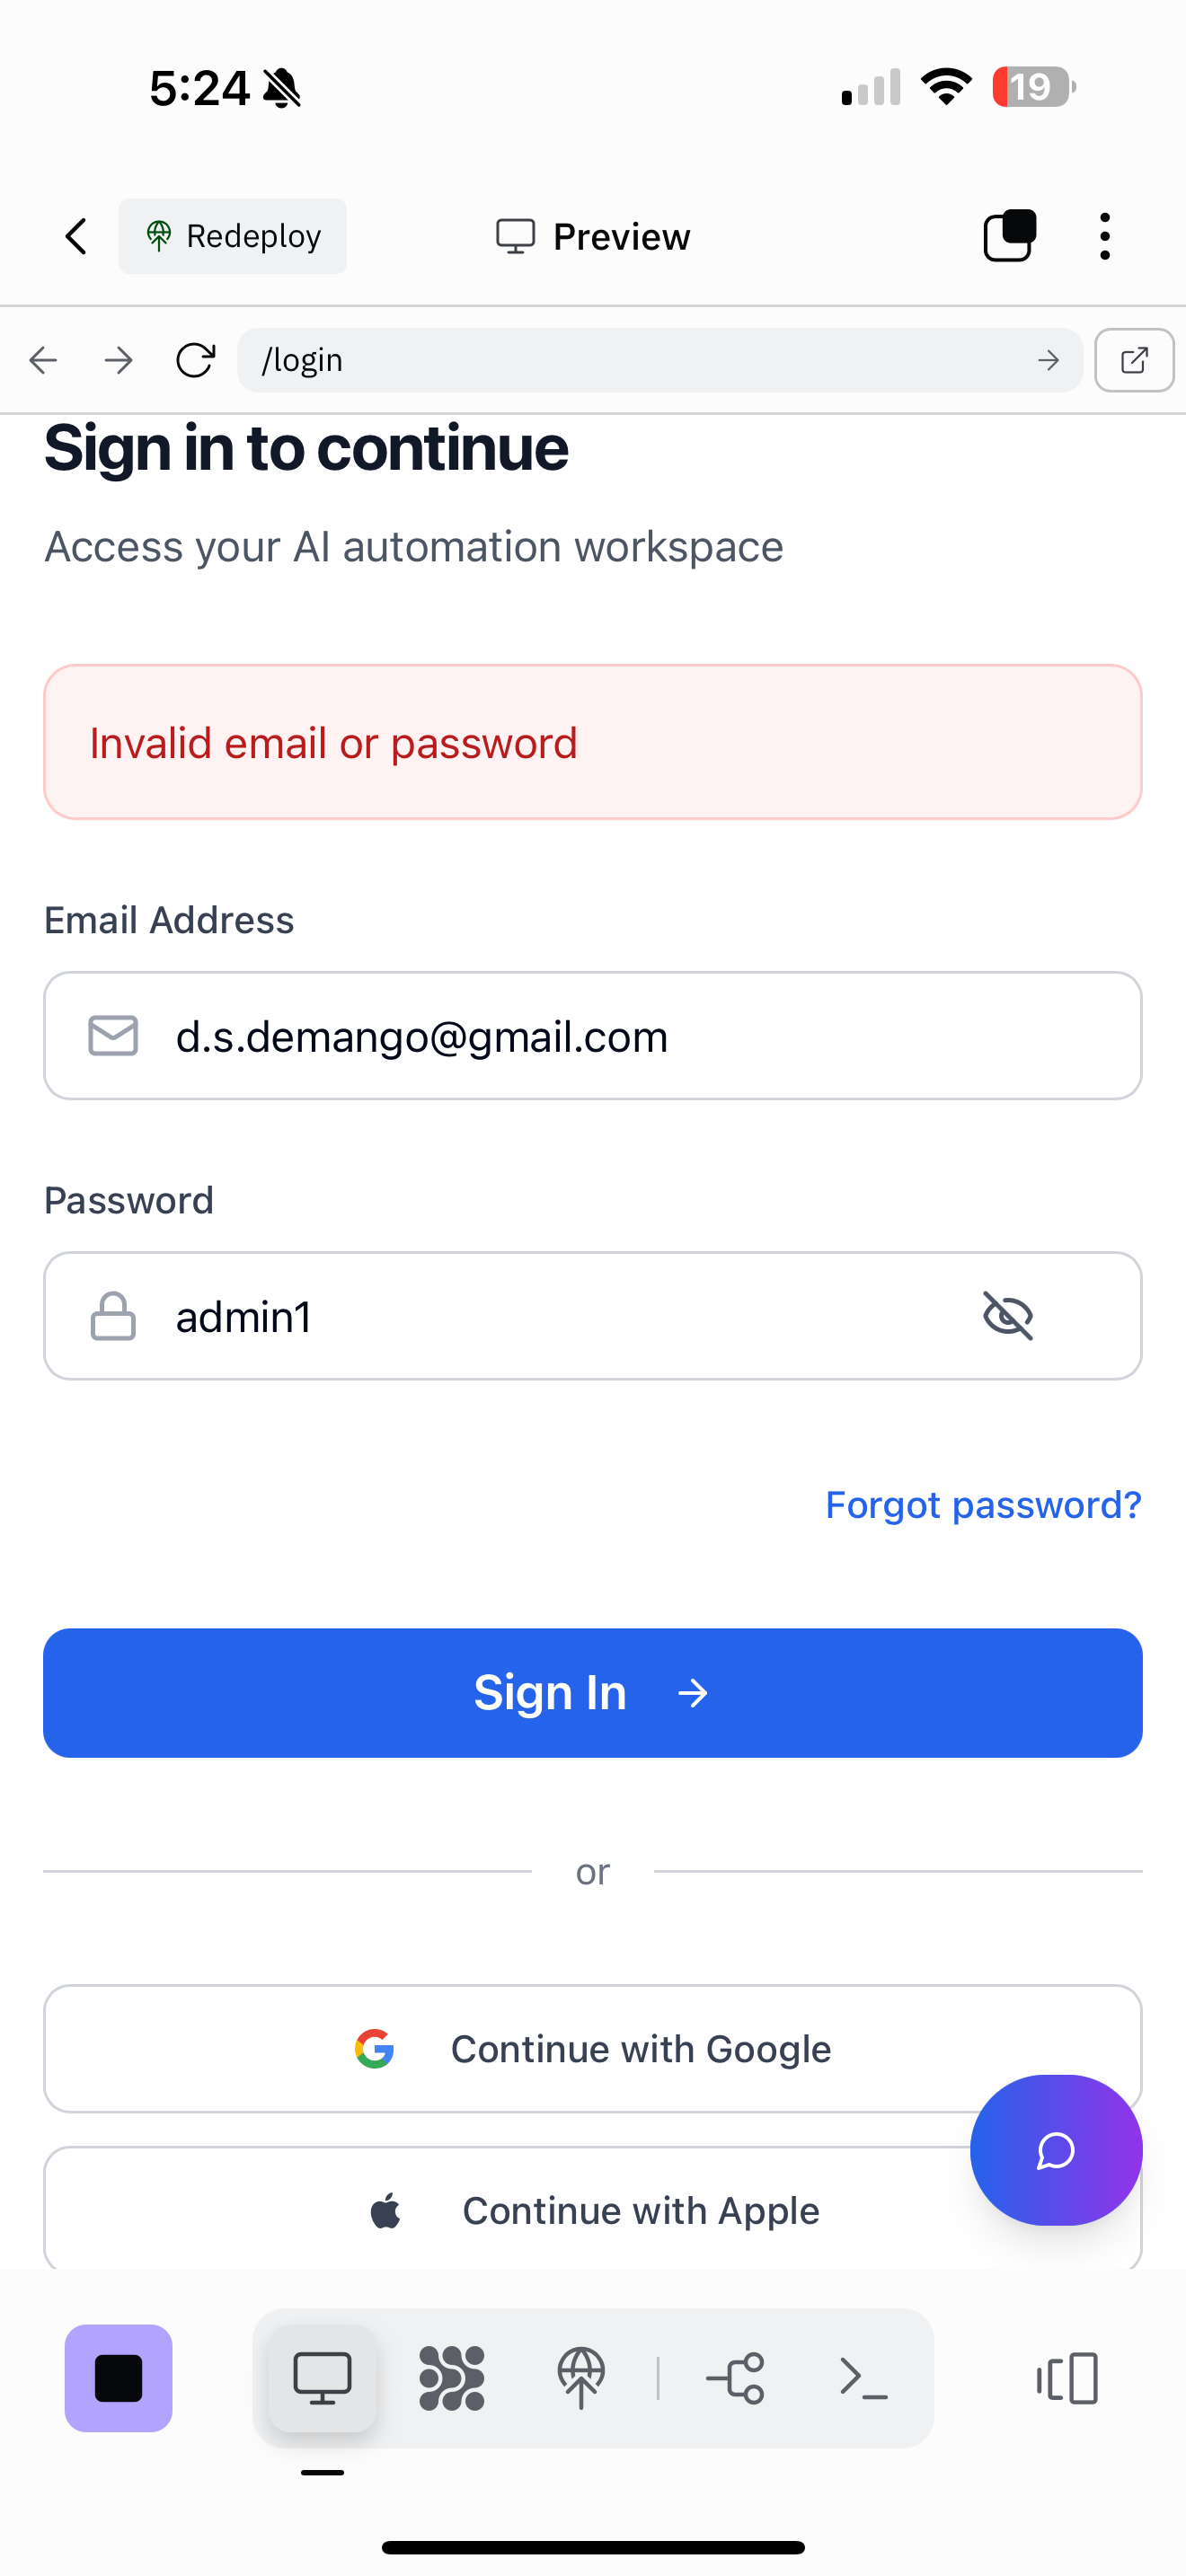 5:24
19
Redeploy
Preview
/login
Sign in to continue
Access your AI automation workspace
Invalid email or password
Email Address
d.s.demango@gmail.com
Password
admin1
Forgot password?
Sign In
or
Continue with Google
Continue with Apple